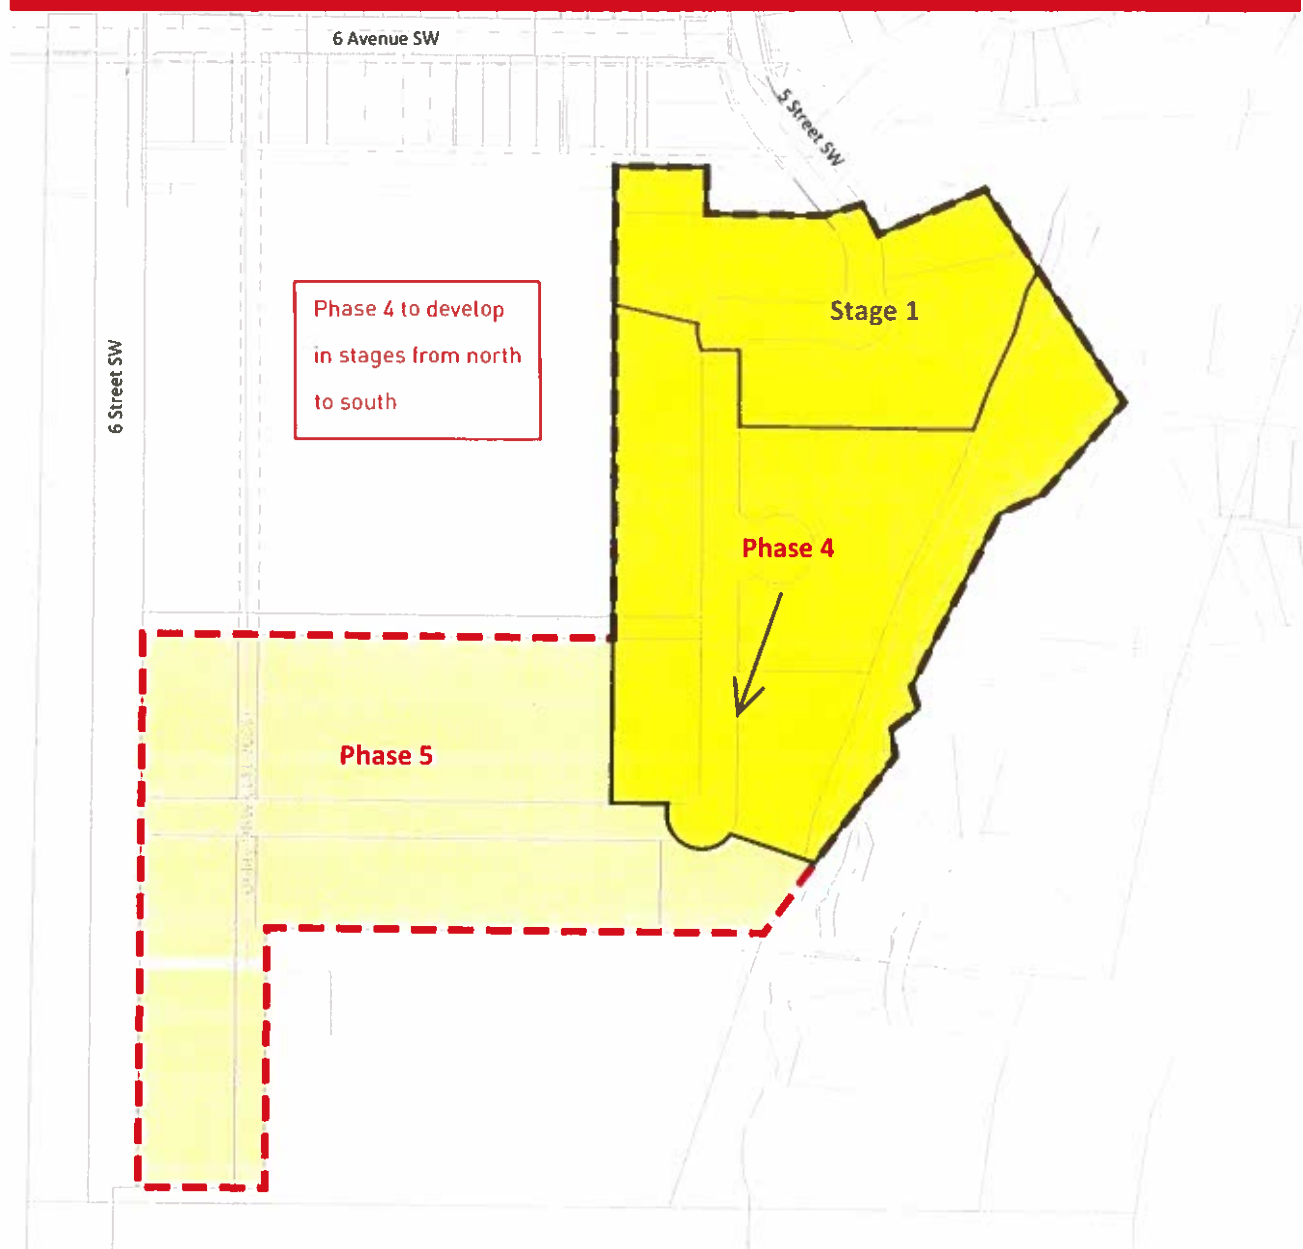 6 Avenue SW
5 Street SW
Stage 1
Phase 4 to develop
in stages from north
to south
6 Street SW
Phase 4
Phase 5